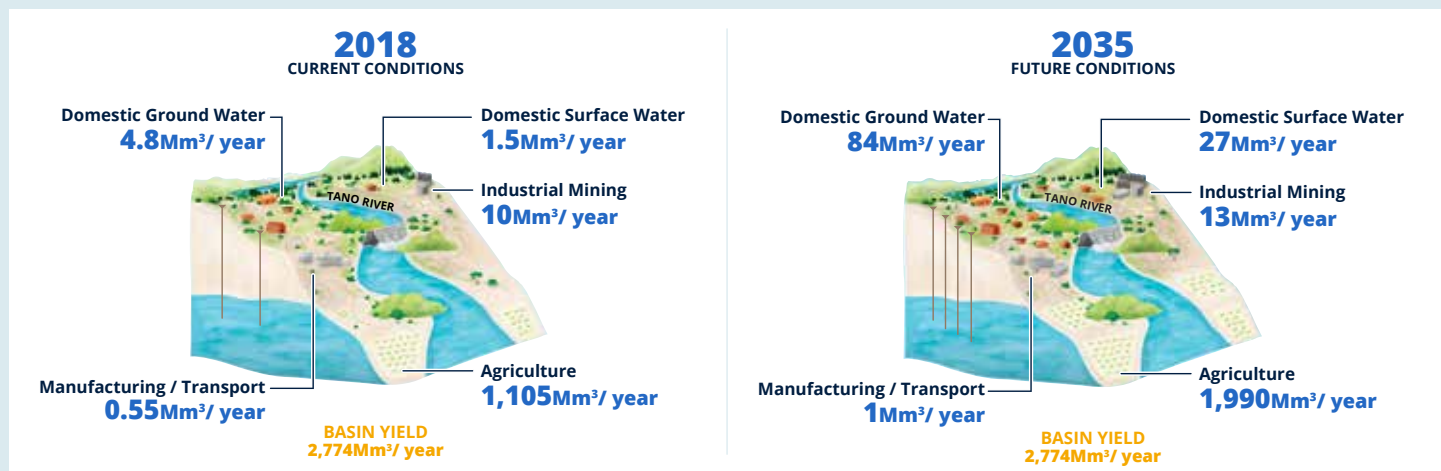 2018
CURRENT CONDITIONS
Domestic Ground Water
4.8Mm³/ year
Domestic Surface Water
1.5Mm³/ year
Industrial Mining
10Mm³/ year
TANO RIVER
Manufacturing / Transport
0.55Mm³/ year
Agriculture
1,105Mm³/ year
BASIN YIELD
2,774Mm³/ year
2035
FUTURE CONDITIONS
Domestic Ground Water
84Mm³/ year
Domestic Surface Water
27Mm³/ year
Industrial Mining
13Mm³/ year
TANO RIVER
Manufacturing / Transport
1Mm³/ year
Agriculture
1,990Mm³/ year
BASIN YIELD
2,774Mm³/ year